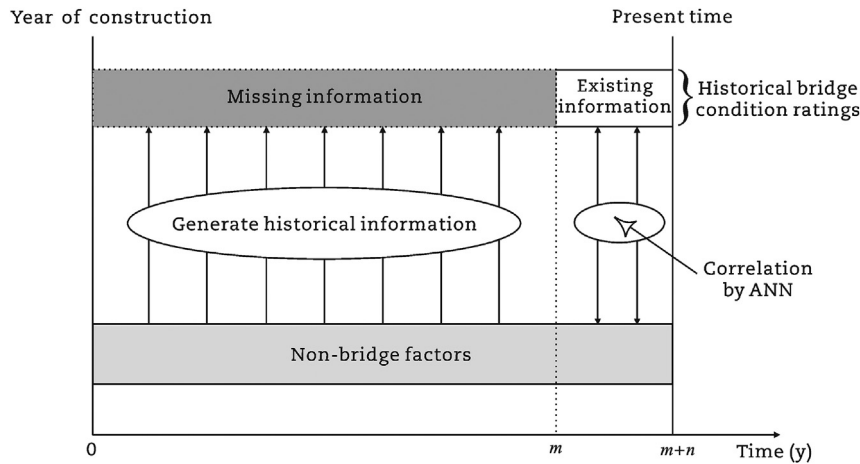 Year of construction
Present time
Missing information
Existing
information
Historical bridge
condition ratings
Generate historical information
Correlation
by ANN
Non-bridge factors
0
m
m+n
Time (y)